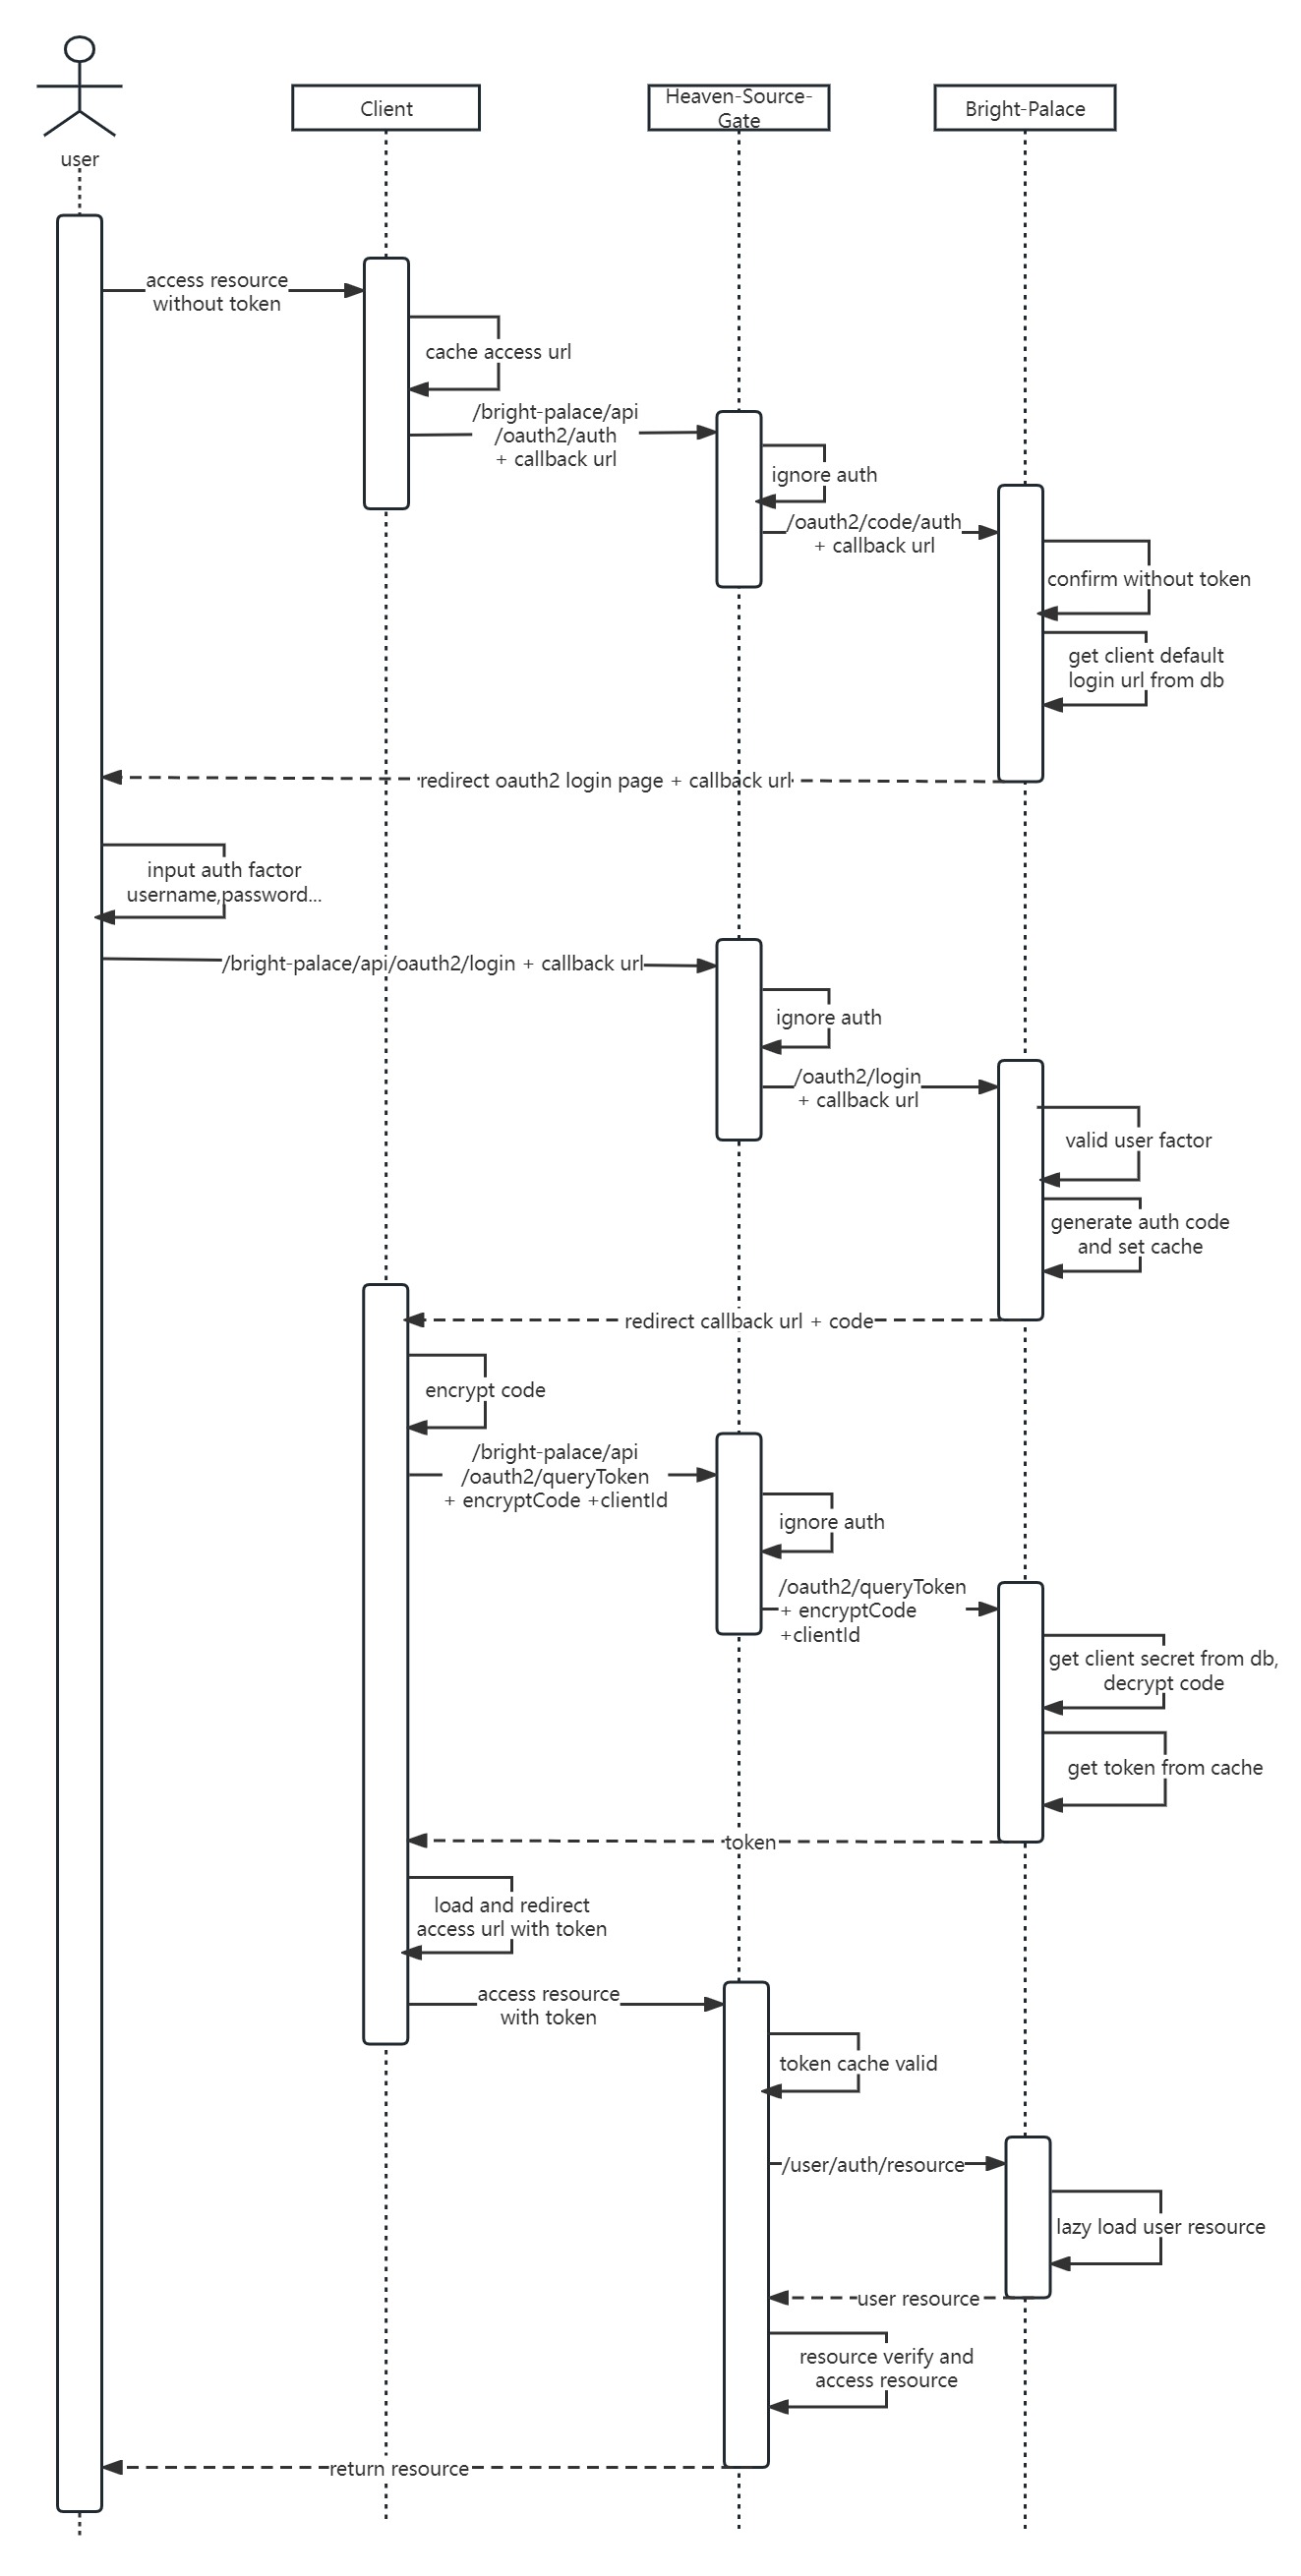 user
Client
Heaven-Source-
Gate
Bright-Palace
access resource
without token
cache access url
/bright-palace/api
/oauth2/auth
+ callback url
ignore auth
/oauth2/code/auth
+ callback url
confirm without token
get client default
login url from db
redirect oauth2 login page + callback url
input auth factor
username,password...
/bright-palace/api/oauth2/login + callback url
ignore auth
/oauth2/login
+ callback url
valid user factor
generate auth code
and set cache
redirect callback url + code
encrypt code
/bright-palace/api
/oauth2/queryToken
+ encryptCode +clientId
ignore auth
/oauth2/queryToken
+ encryptCode
+clientId
get client secret from db,
decrypt code
get token from cache
token
load and redirect
access url with token
access resource
with token
token cache valid
/user/auth/resource
lazy load user resource
user resource
resource verify and
access resource
return resource